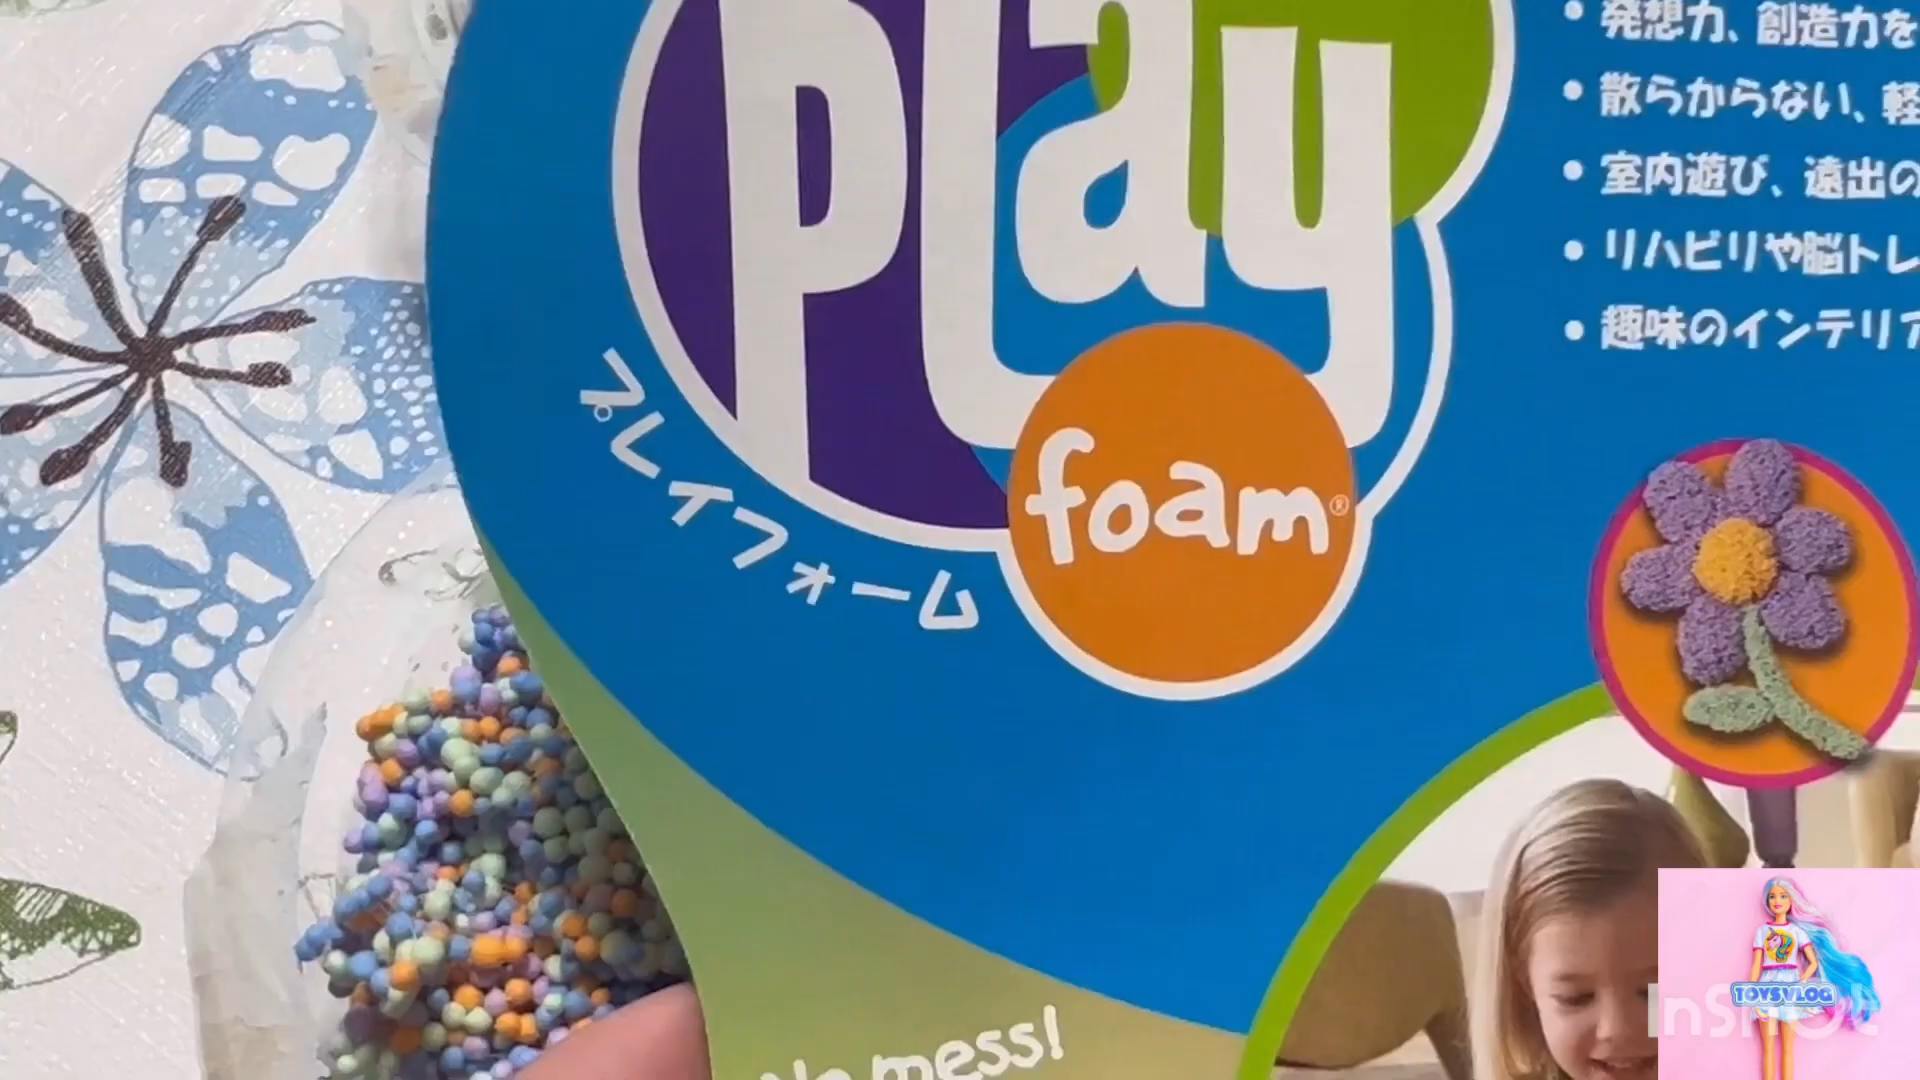 Play
foam®
プレイフォーム
• 発想力、創造力を
• 散らからない、軽
• 室内遊び、遠出の
• リハビリや脳トレ
• 趣味のインテリア
No mess!
TOYSVLOG
InShot